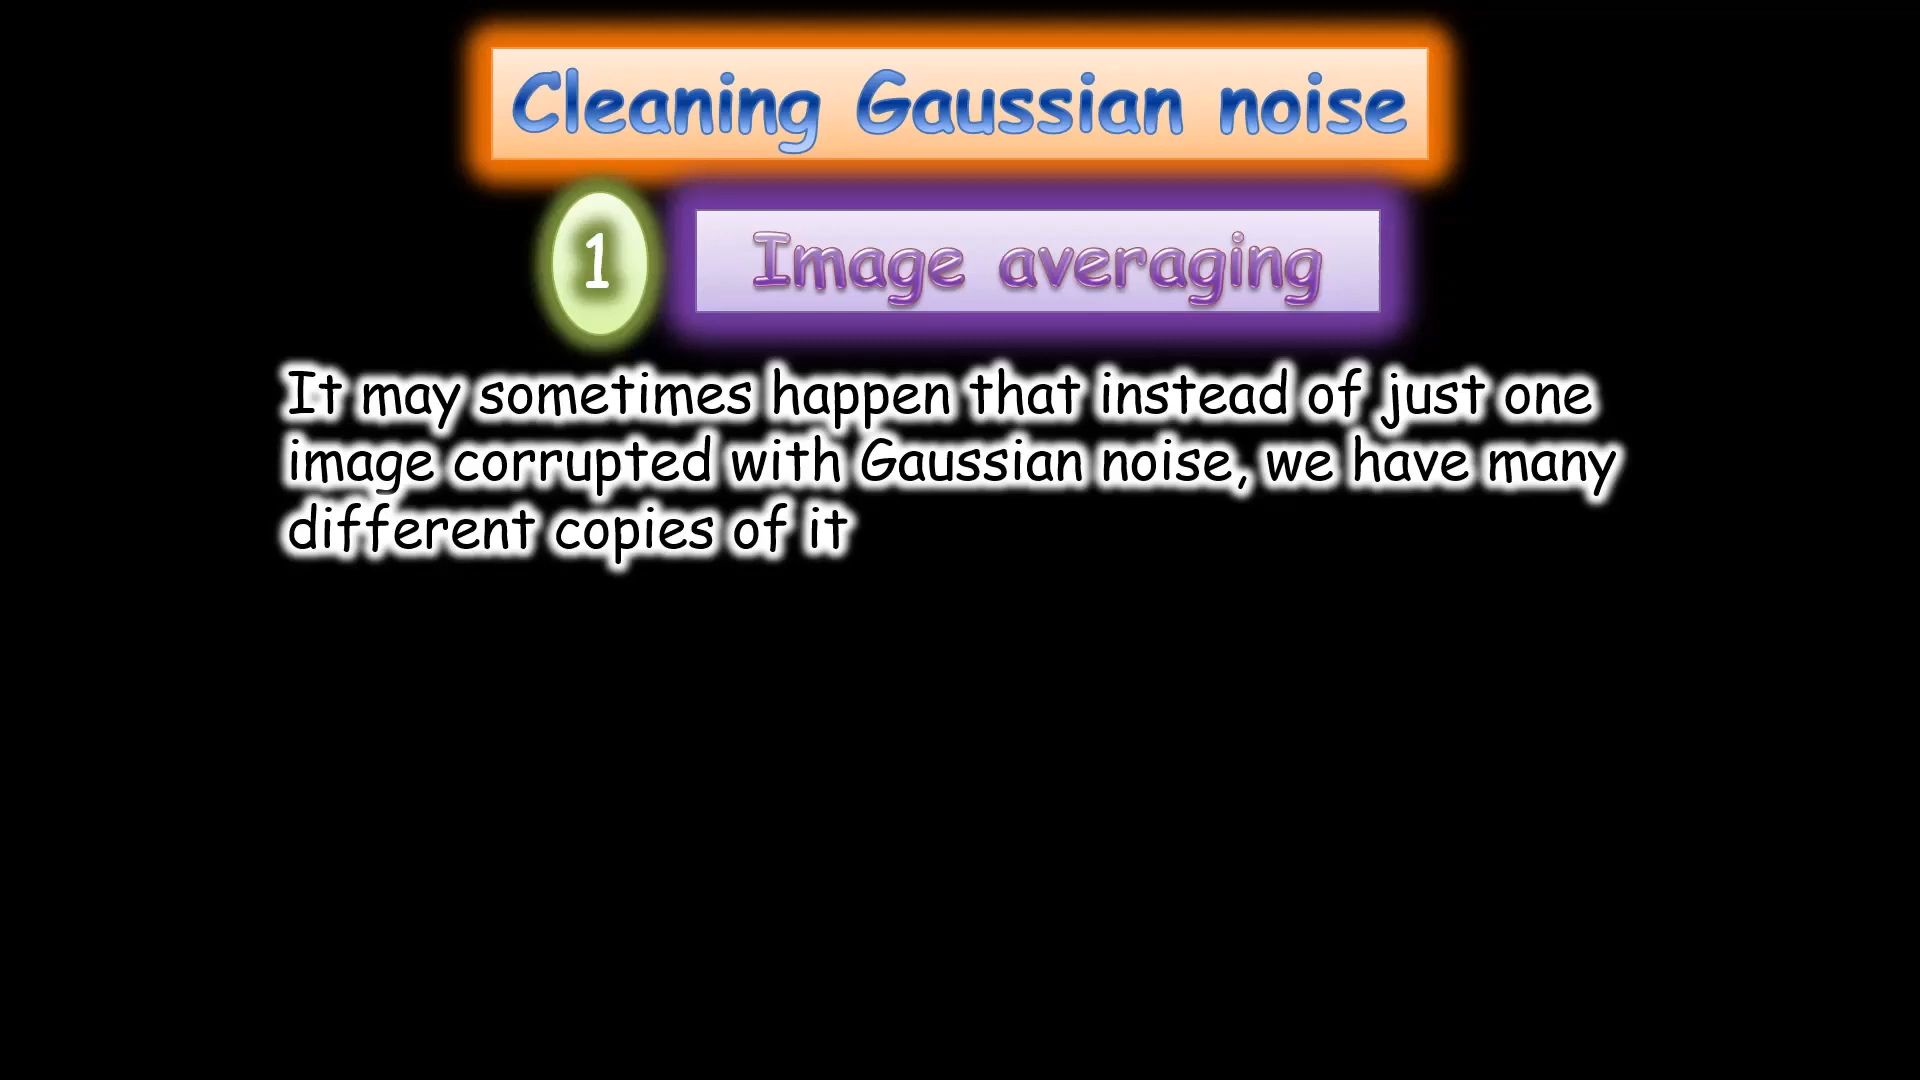 Cleaning Gaussian noise
1 Image averaging
It may sometimes happen that instead of just one
image corrupted with Gaussian noise, we have many
different copies of it